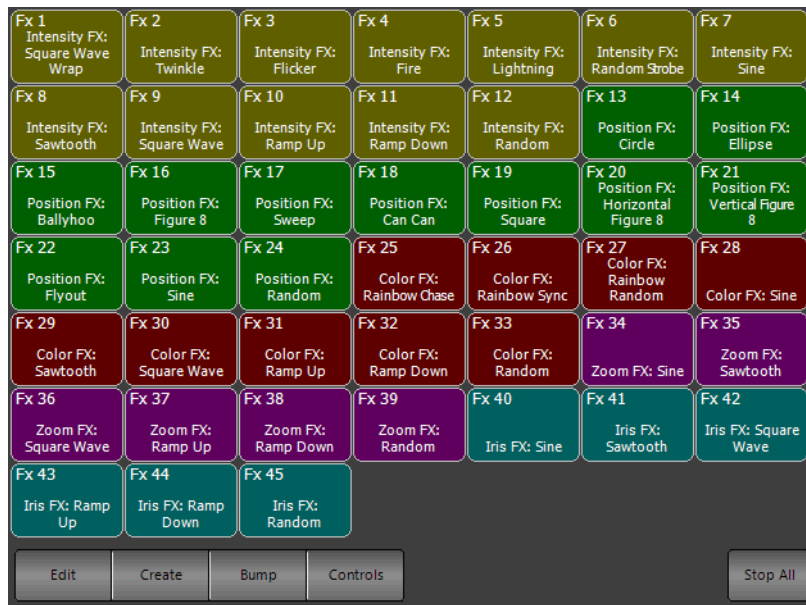 Fx 1
Intensity FX:
Square Wave
Wrap
Fx 2
Intensity FX:
Twinkle
Fx 3
Intensity FX:
Flicker
Fx 4
Intensity FX:
Fire
Fx 5
Intensity FX:
Lightning
Fx 6
Intensity FX:
Random Strobe
Fx 7
Intensity FX:
Sine
Fx 8
Intensity FX:
Sawtooth
Fx 9
Intensity FX:
Square Wave
Fx 10
Intensity FX:
Ramp Up
Fx 11
Intensity FX:
Ramp Down
Fx 12
Intensity FX:
Random
Fx 13
Position FX:
Circle
Fx 14
Position FX:
Ellipse
Fx 15
Position FX:
Ballyhoo
Fx 16
Position FX:
Figure 8
Fx 17
Position FX:
Sweep
Fx 18
Position FX:
Can Can
Fx 19
Position FX:
Square
Fx 20
Position FX:
Horizontal
Figure 8
Fx 21
Position FX:
Vertical Figure
8
Fx 22
Position FX:
Flyout
Fx 23
Position FX:
Sine
Fx 24
Position FX:
Random
Fx 25
Color FX:
Rainbow Chase
Fx 26
Color FX:
Rainbow Sync
Fx 27
Color FX:
Rainbow
Random
Fx 28
Color FX: Sine
Fx 29
Color FX:
Sawtooth
Fx 30
Color FX:
Square Wave
Fx 31
Color FX:
Ramp Up
Fx 32
Color FX:
Ramp Down
Fx 33
Color FX:
Random
Fx 34
Zoom FX: Sine
Fx 35
Zoom FX:
Sawtooth
Fx 36
Zoom FX:
Square Wave
Fx 37
Zoom FX:
Ramp Up
Fx 38
Zoom FX:
Ramp Down
Fx 39
Zoom FX:
Random
Fx 40
Iris FX: Sine
Fx 41
Iris FX:
Sawtooth
Fx 42
Iris FX: Square
Wave
Fx 43
Iris FX: Ramp
Up
Fx 44
Iris FX: Ramp
Down
Fx 45
Iris FX:
Random
Edit
Create
Bump
Controls
Stop All